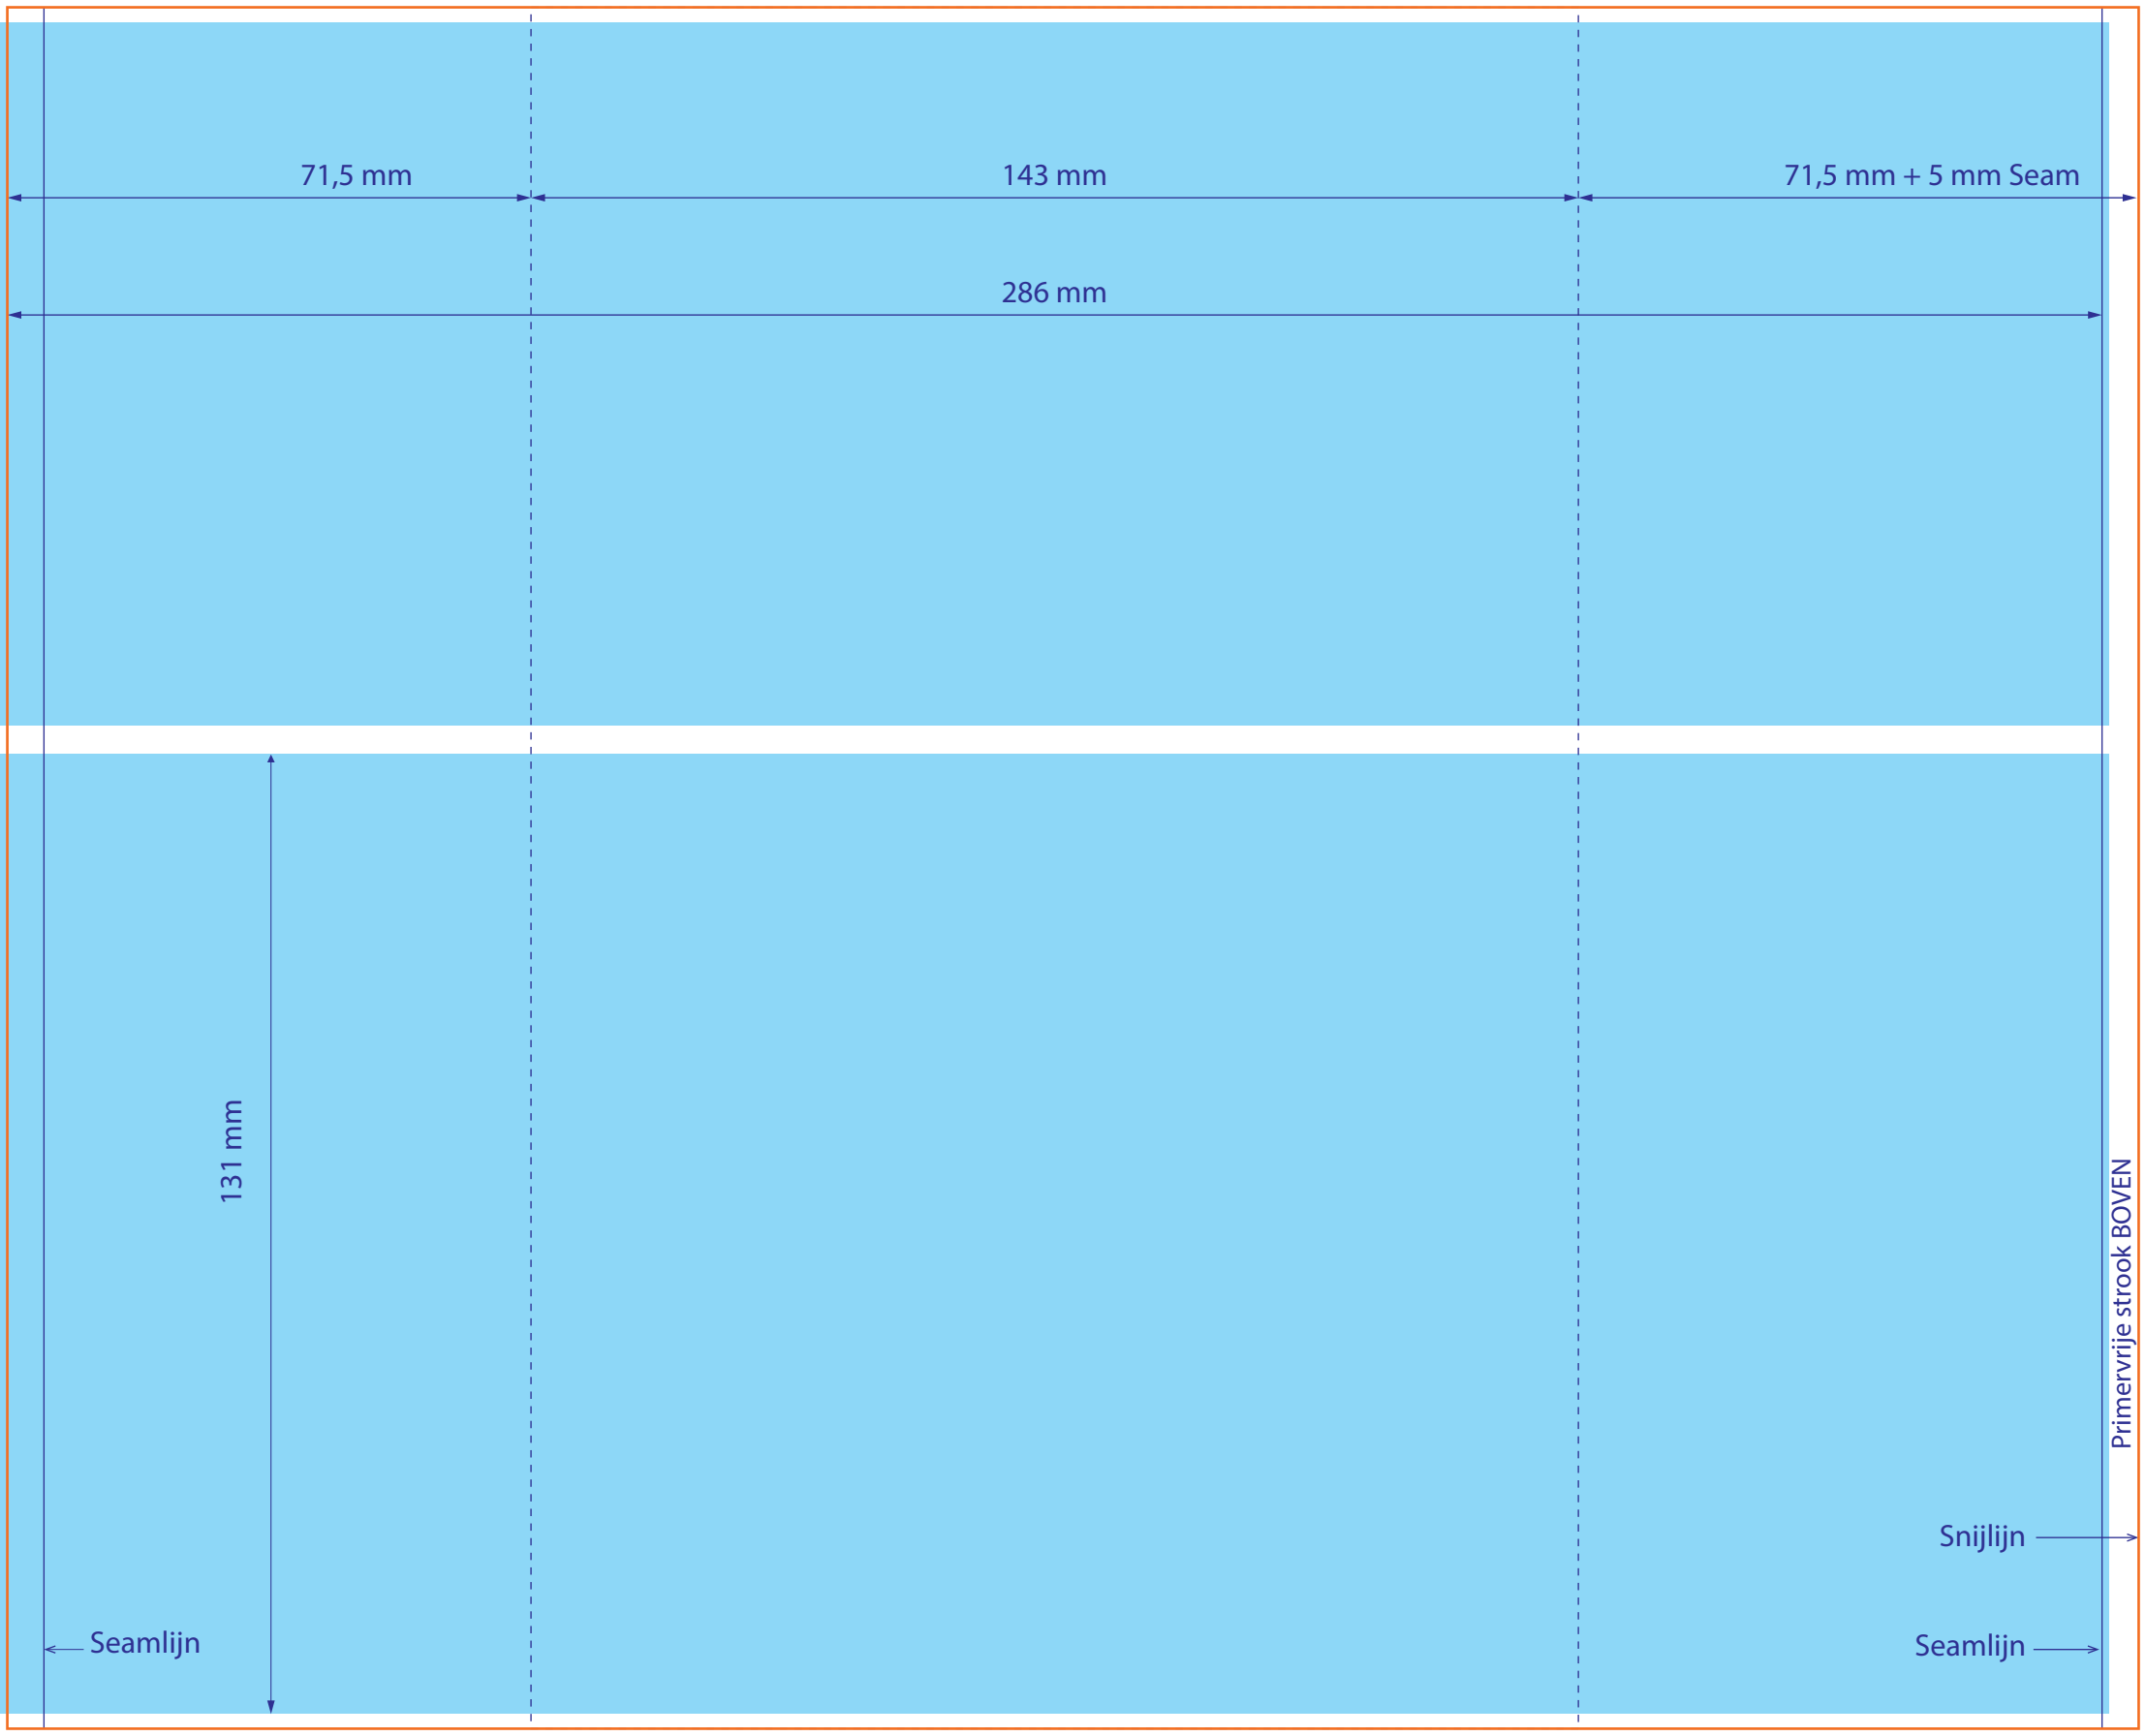 71,5 mm
143 mm
71,5 mm + 5 mm Seam
286 mm
131 mm
Primervrije strook BOVEN
Snijlijn
Seamlijn
Seamlijn